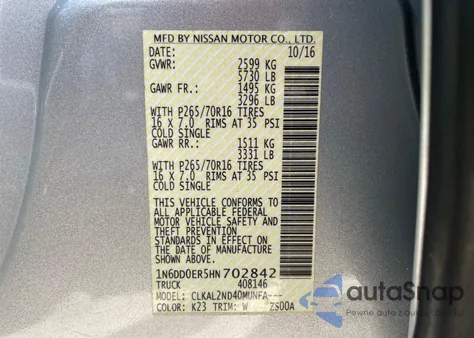 MFD BY NISSAN MOTOR CO., LTD.
DATE: 10/16
GVWR: 2599 KG
5730 LB
GAWR FR.: 1495 KG
3296 LB
WITH P265/70R16 TIRES
16 X 7.0 RIMS AT 35 PSI
COLD SINGLE
GAWR RR.: 1511 KG
3331 LB
WITH P265/70R16 TIRES
16 X 7.0 RIMS AT 35 PSI
COLD SINGLE
THIS VEHICLE CONFORMS TO
ALL APPLICABLE FEDERAL
MOTOR VEHICLE SAFETY
AND THEFT PREVENTION
STANDARDS IN EFFECT ON
THE DATE OF MANUFACTURE
SHOWN ABOVE.
1N6DD0ER5HN702842
TRUCK 408146
MODEL: CLKAL2ND40MUNFA---
COLOR: K23 TRIM: W ZS00A
autoSnap